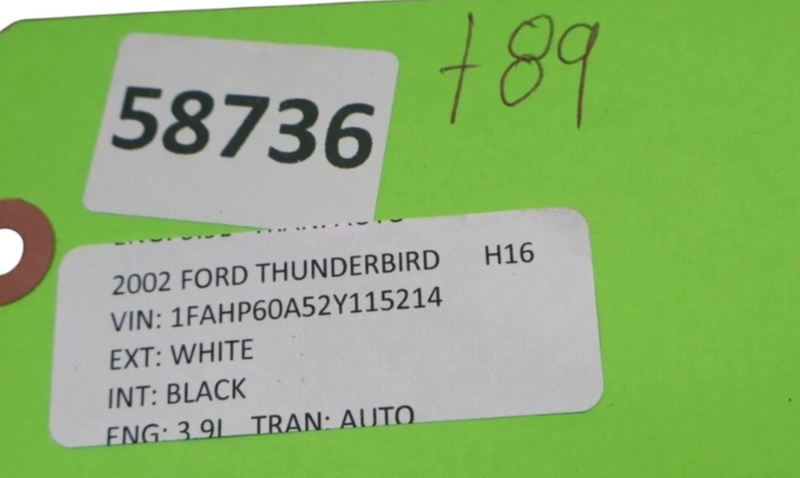 +89
58736
2002 FORD THUNDERBIRD H16
VIN: 1FAHP60A52Y115214
EXT: WHITE
INT: BLACK
ENG: 3.9L TRAN: AUTO